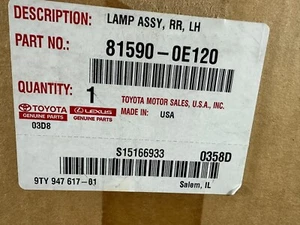 DESCRIPTION: LAMP ASSY, RR, LH
PART NO.: 81590-0E120
QUANTITY: 1 TOYOTA MOTOR SALES, U.S.A., INC.
TOYOTA LEXUS MADE IN: USA
GENUINE PARTS GENUINE PARTS
03D8
S15166933 0358D
9TY 947 617-01 Salem, IL